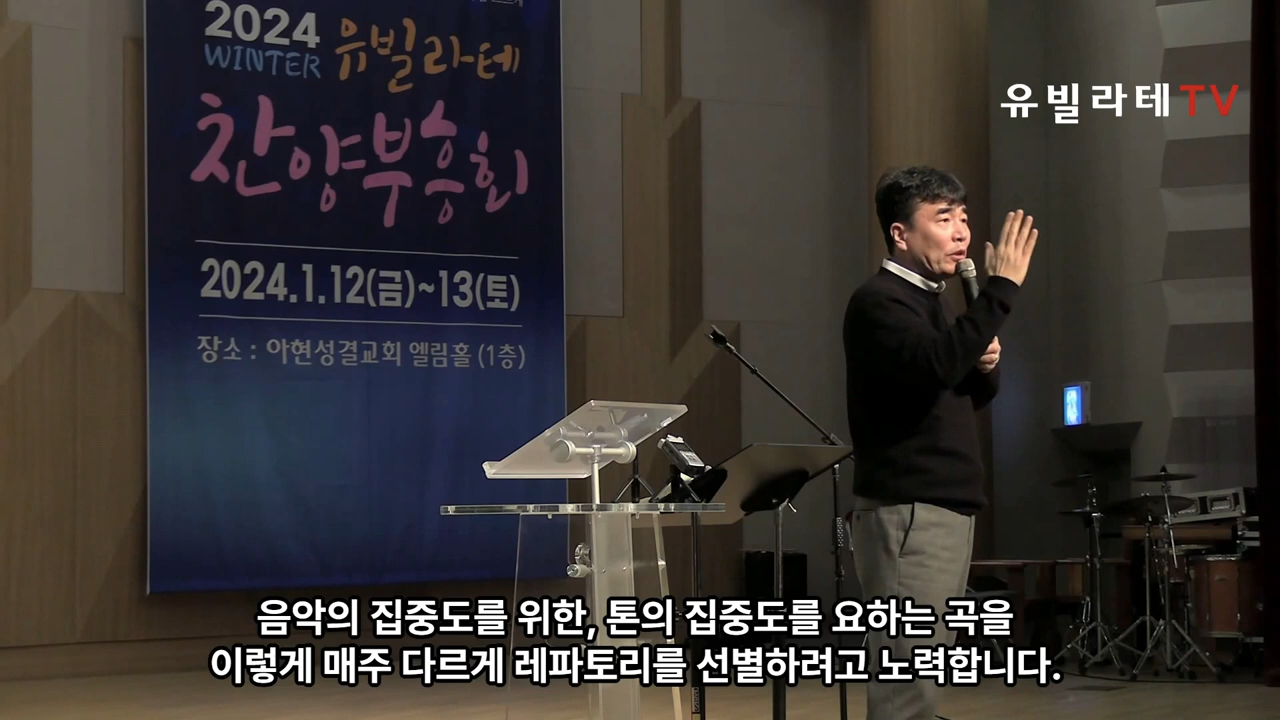 2024
WINTER 유빌라테
찬양부흥회
2024.1.12(금)~13(토)
장소 : 아현성결교회 엘림홀 (1층)
유빌라테TV
음악의 집중도를 위한, 톤의 집중도를 요하는 곡을
이렇게 매주 다르게 레파토리를 선별하려고 노력합니다.